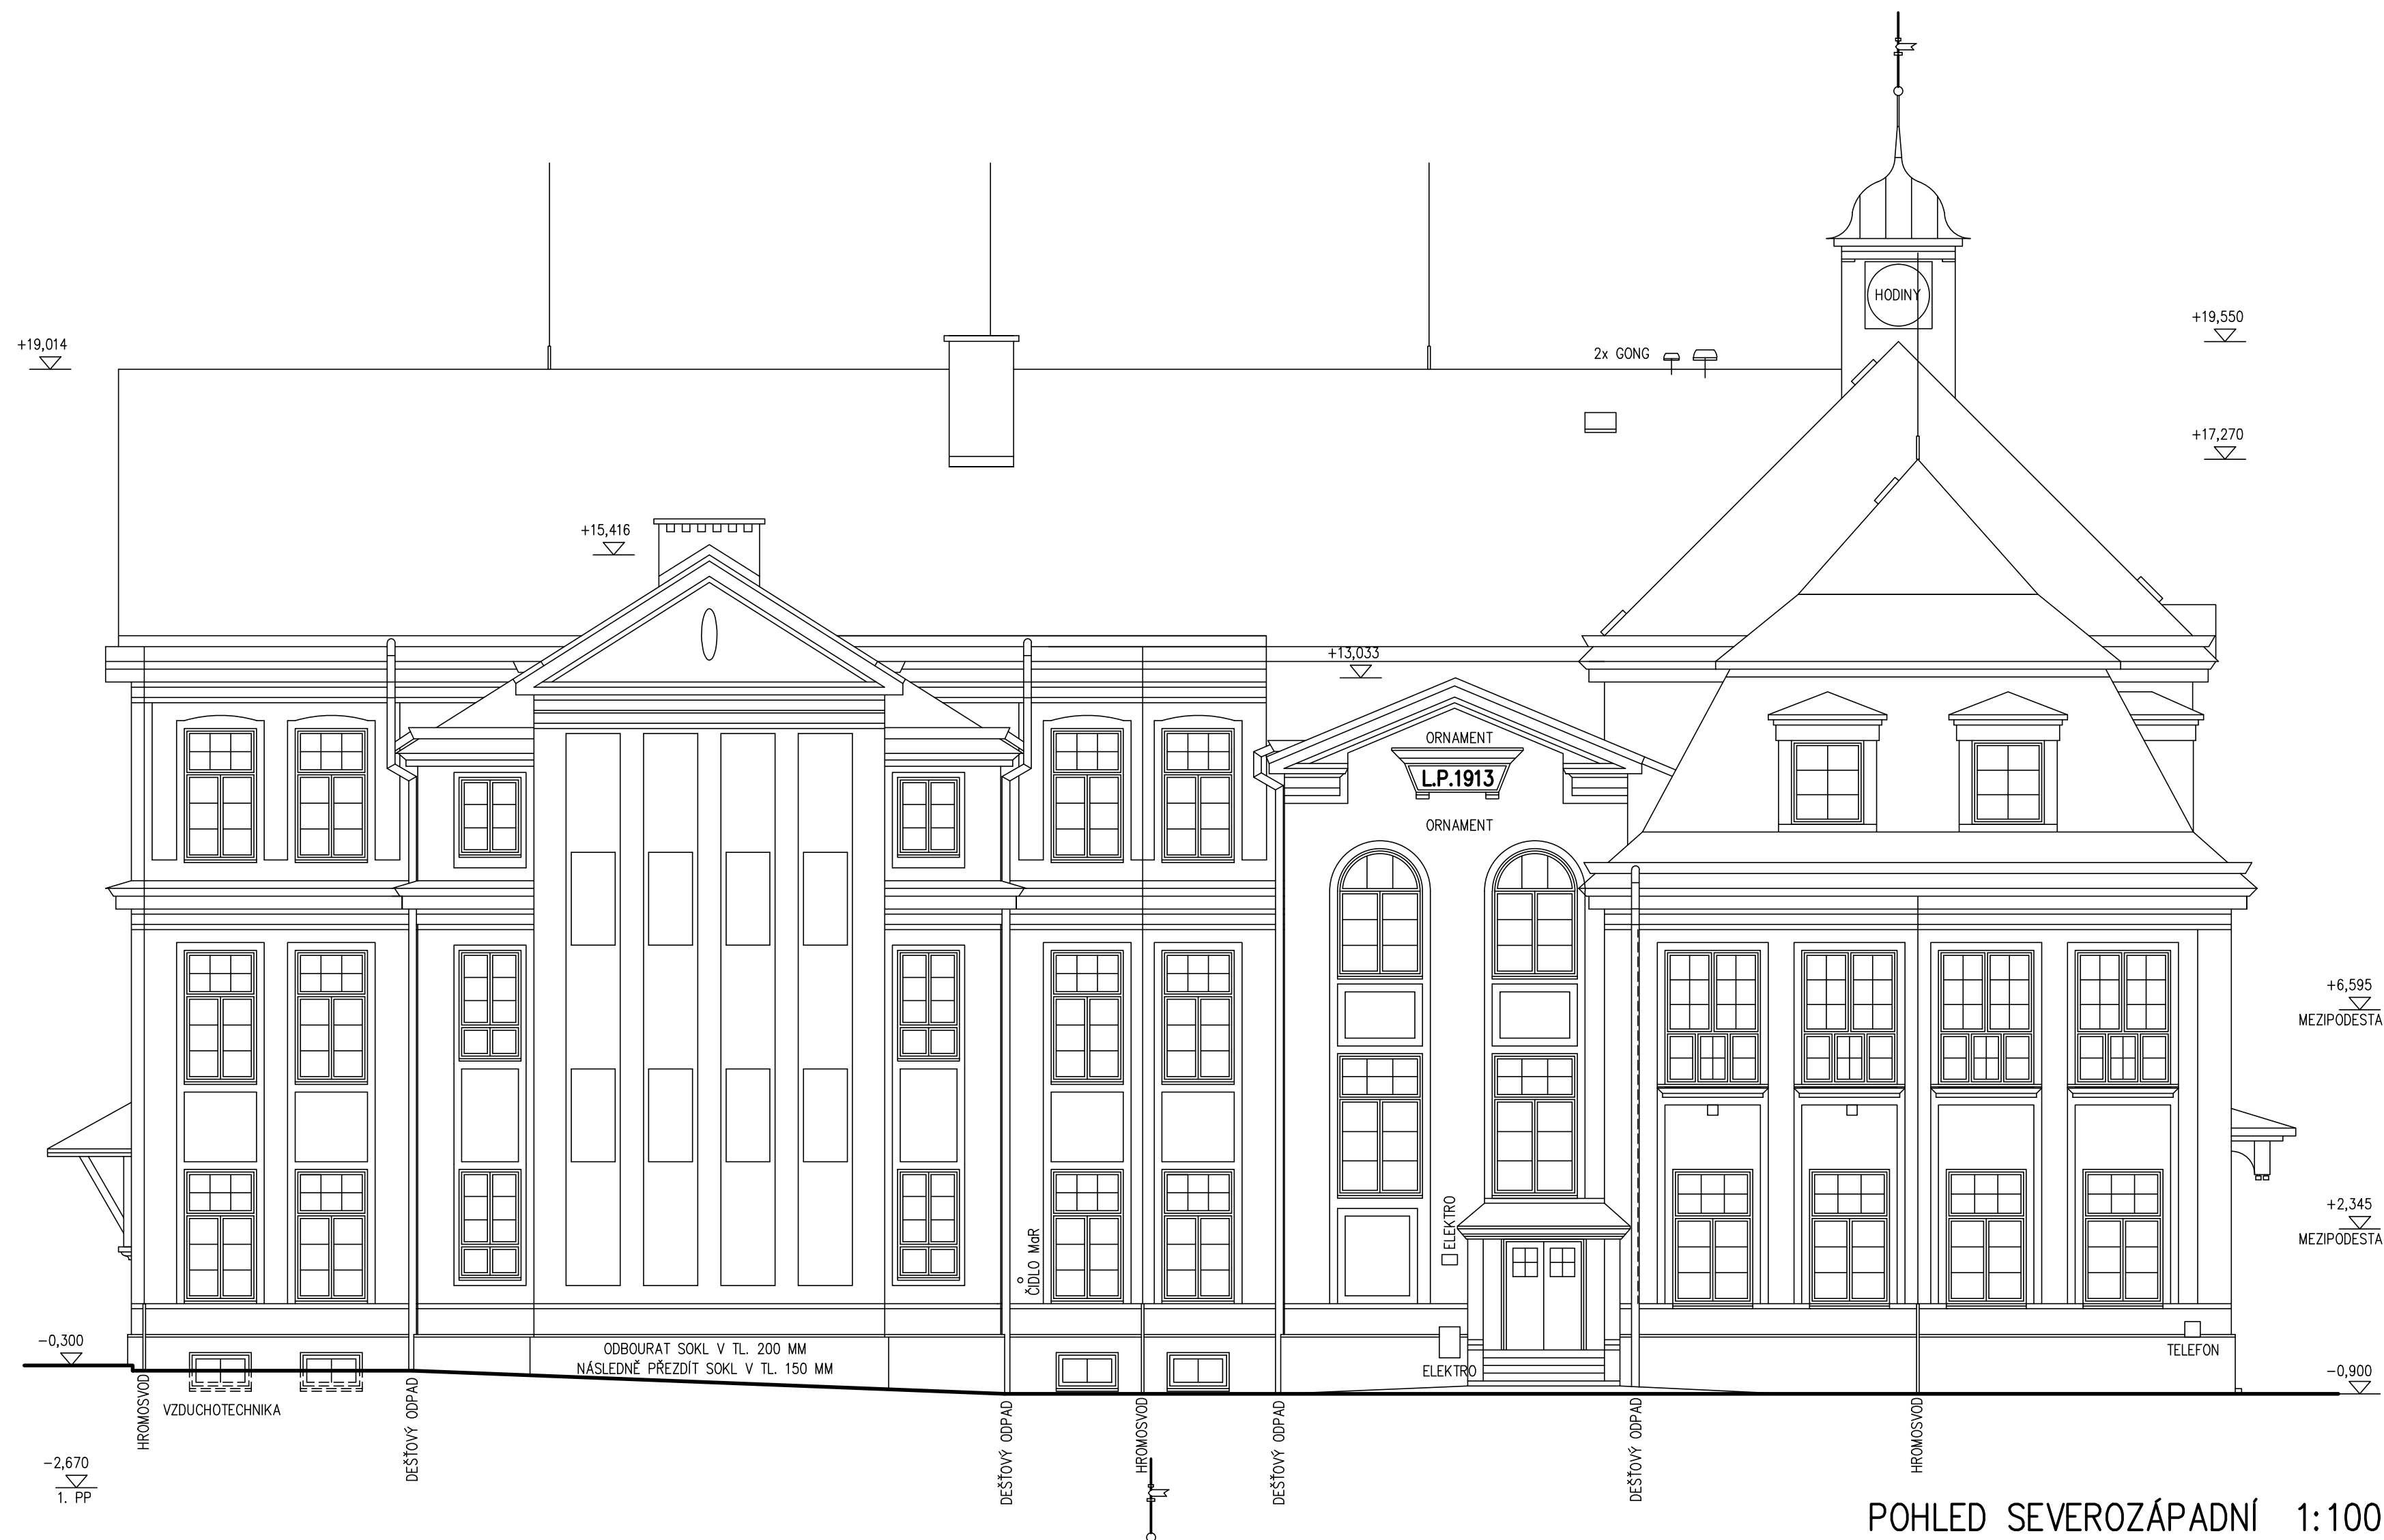 HODINY
+19,550
+19,014
2x GONG
+17,270
+15,416
+13,033
ORNAMENT
L.P.1913
ORNAMENT
+6,595
MEZIPODESTA
ELEKTRO
+2,345
MEZIPODESTA
ČIDLO MaR
-0,300
ODBOURAT SOKL V TL. 200 MM
NÁSLEDNĚ PŘEZDÍT SOKL V TL. 150 MM
ELEKTRO
TELEFON
-0,900
HROMOSVOD
VZDUCHOTECHNIKA
DEŠŤOVÝ ODPAD
DEŠŤOVÝ ODPAD
HROMOSVOD
DEŠŤOVÝ ODPAD
DEŠŤOVÝ ODPAD
HROMOSVOD
-2,670
1. PP
POHLED SEVEROZÁPADNÍ 1:100